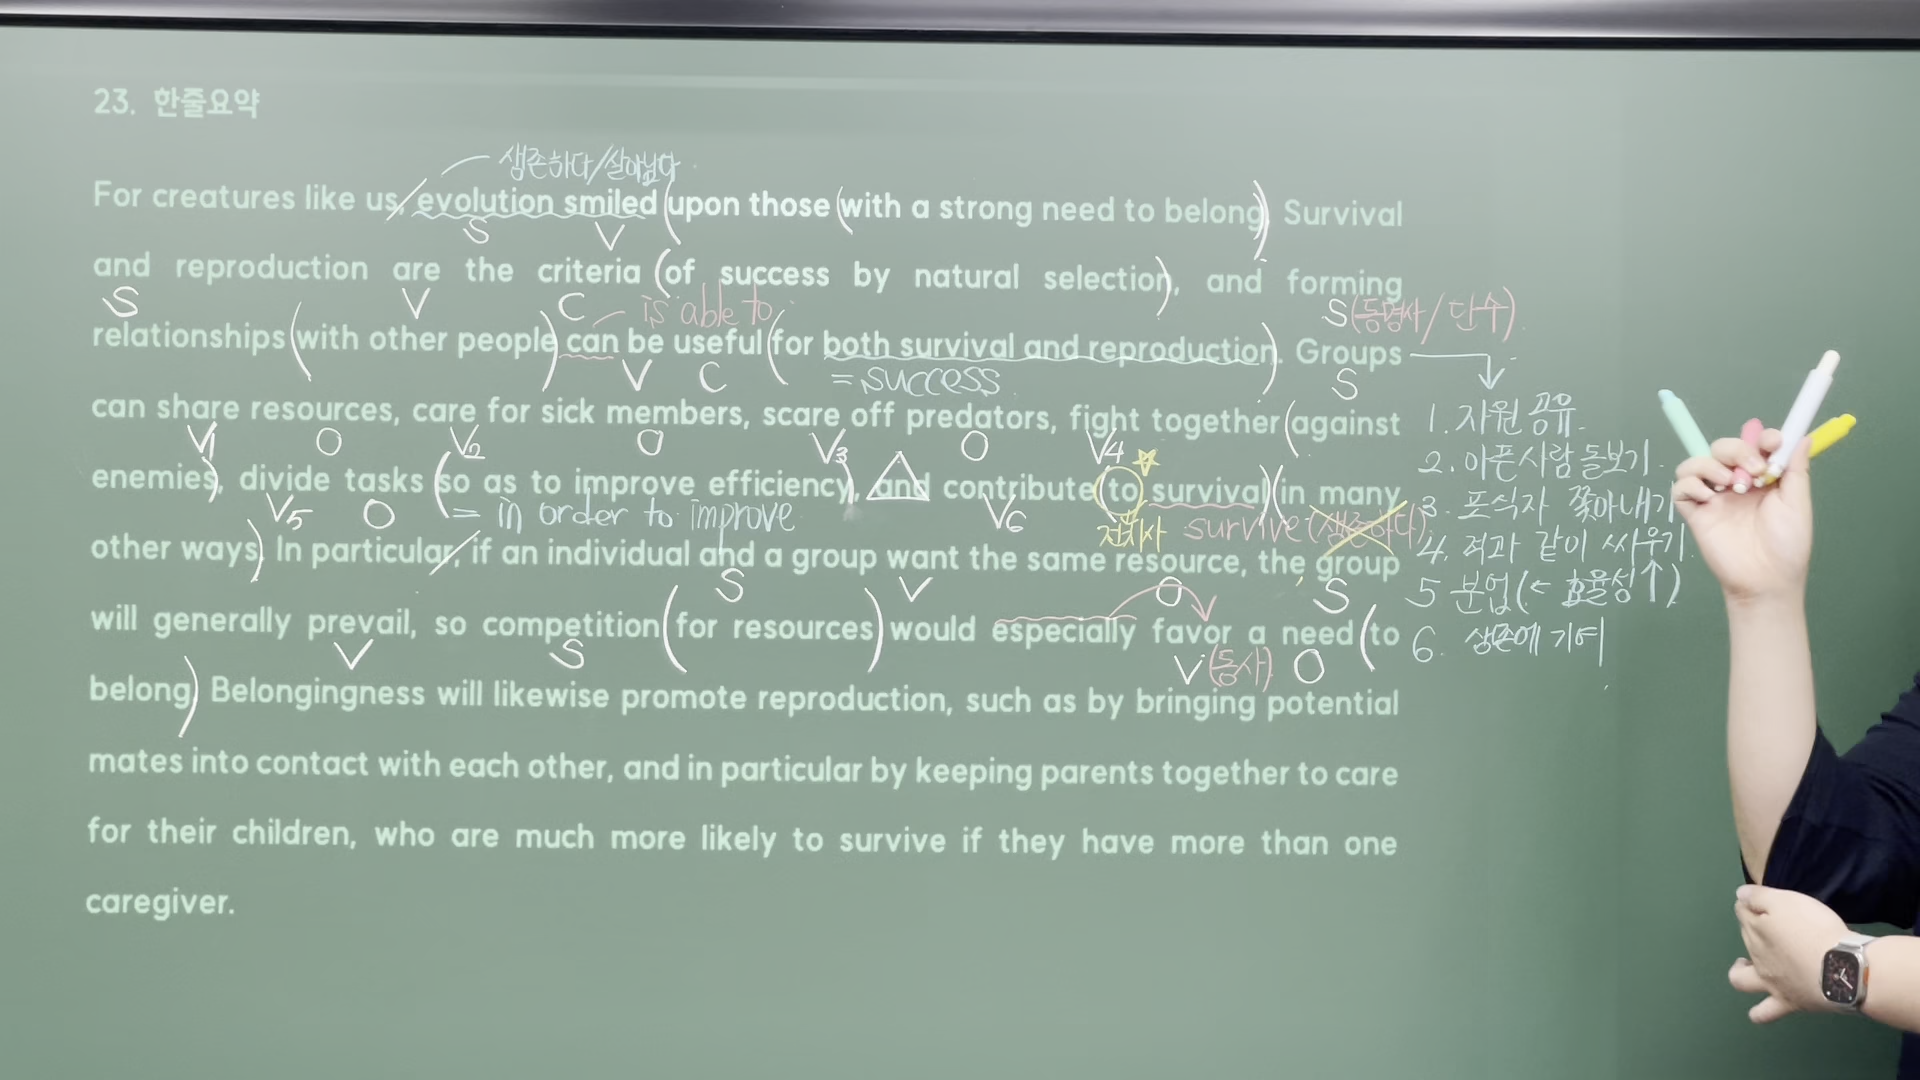 23. 한줄요약
생존하다/살아남다
For creatures like us, evolution smiled upon those with a strong need to belong. Survival
S V
and reproduction are the criteria of success by natural selection, and forming
S V C is able to S(동명사/단수)
relationships with other people can be useful for both survival and reproduction. Groups
V C =success S
can share resources, care for sick members, scare off predators, fight together against
V1 O V2 O V3 O V4
enemies, divide tasks so as to improve efficiency, and contribute to survival in many
V5 O = in order to improve V6 전치사 survive(생존하다)
other ways. In particular, if an individual and a group want the same resource, the group
S V O S
will generally prevail, so competition for resources would especially favor a need to
V S V(동사) O
belong. Belongingness will likewise promote reproduction, such as by bringing potential
mates into contact with each other, and in particular by keeping parents together to care
for their children, who are much more likely to survive if they have more than one
caregiver.
1. 자원 공유
2. 아픈사람 돌보기
3. 포식자 쫓아내기
4. 적과 같이 싸우기
5 분업(← 효율성↑)
6. 생존에 기여